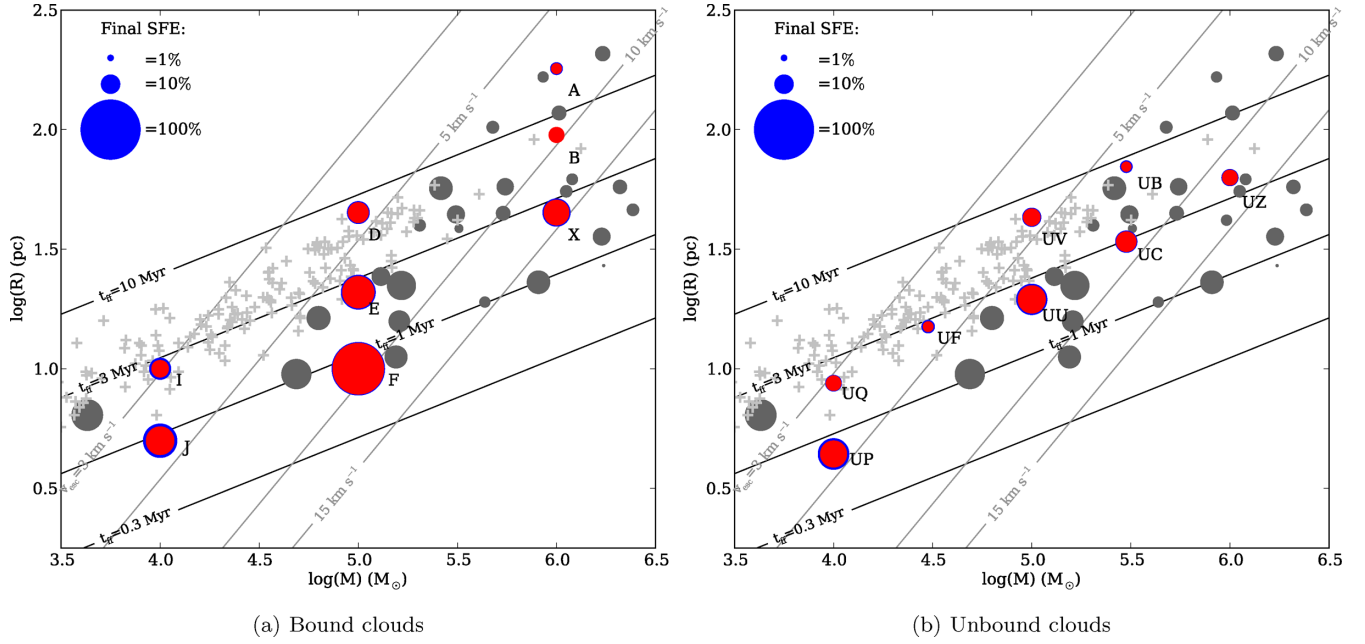 Final SFE:
=1%
=10%
=100%
5 km s⁻¹
10 km s⁻¹
15 km s⁻¹
v_esc=3 km s⁻¹
t_ff=10 Myr
t_ff=3 Myr
t_ff=1 Myr
t_ff=0.3 Myr
A
B
D
X
E
F
I
J
2.5
2.0
1.5
1.0
0.5
log(R) (pc)
3.5 4.0 4.5 5.0 5.5 6.0 6.5
log(M) (M☉)
(a) Bound clouds
Final SFE:
=1%
=10%
=100%
5 km s⁻¹
10 km s⁻¹
15 km s⁻¹
v_esc=3 km s⁻¹
t_ff=10 Myr
t_ff=3 Myr
t_ff=1 Myr
t_ff=0.3 Myr
UB
UZ
UV
UC
UU
UF
UQ
UP
2.5
2.0
1.5
1.0
0.5
log(R) (pc)
3.5 4.0 4.5 5.0 5.5 6.0 6.5
log(M) (M☉)
(b) Unbound clouds